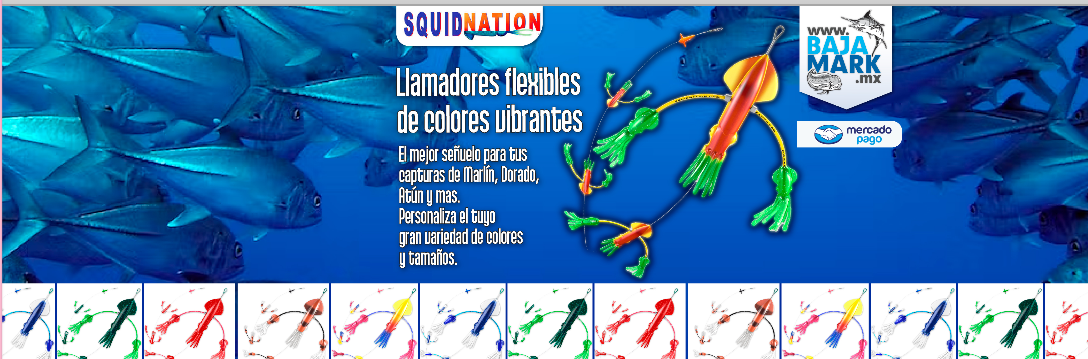 SQUIDNATION
Llamadores flexibles
de colores vibrantes
El mejor señuelo para tus
capturas de Marlín, Dorado,
Atún y mas.
Personaliza el tuyo
gran variedad de colores
y tamaños.
www.
BAJA
MARK
.mx
mercado
pago